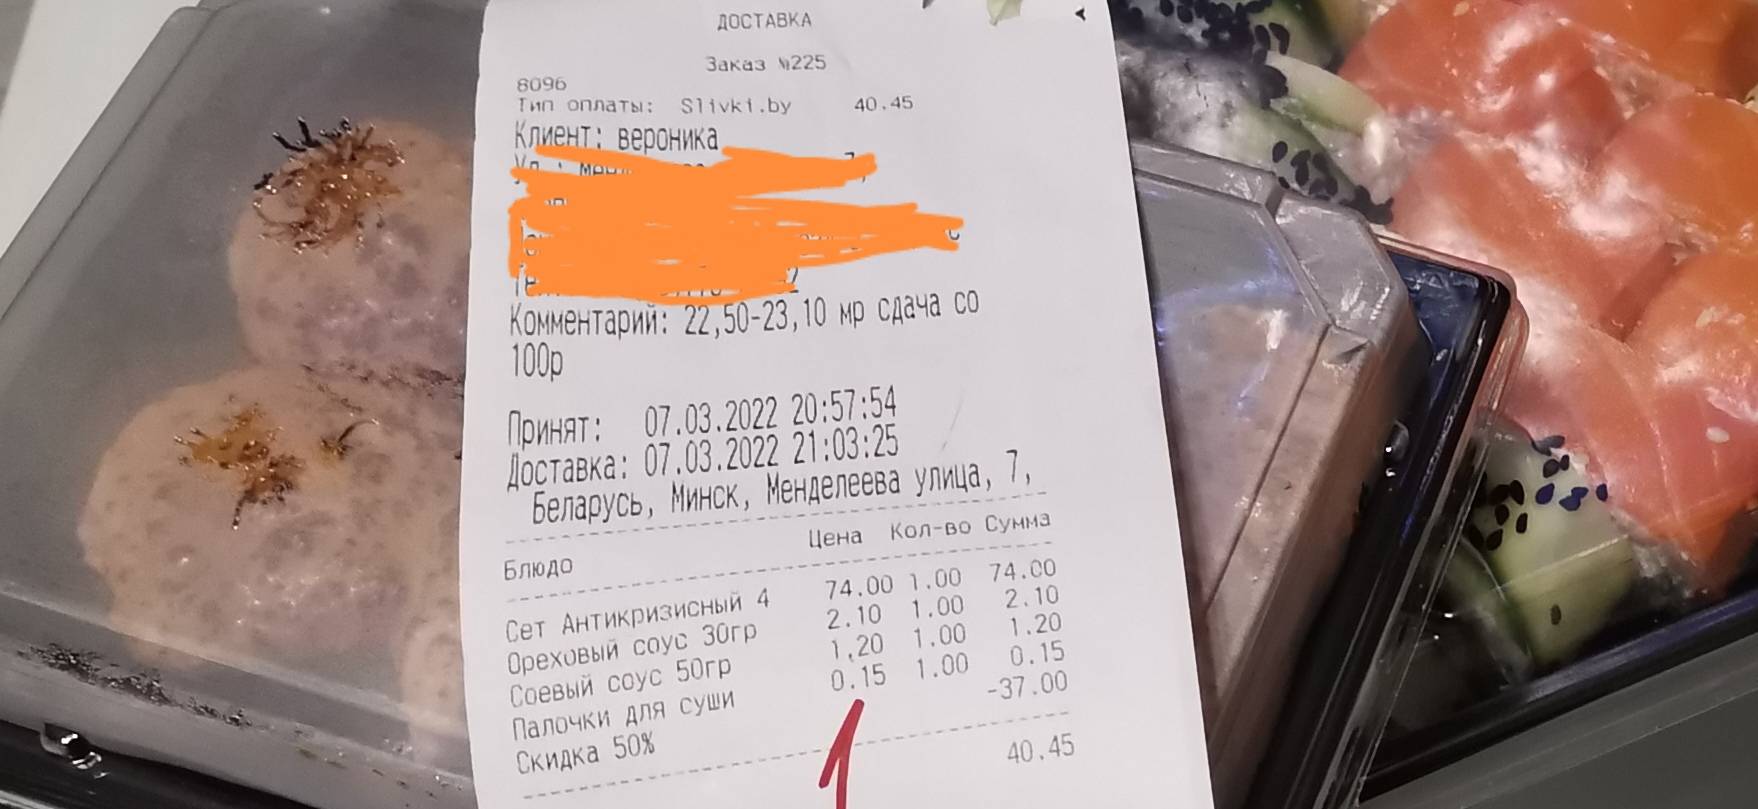 ДОСТАВКА
Заказ №225
8096
Тип оплаты: Slivki.by 40.45
Клиент: вероника
Комментарий: 22,50-23,10 мр сдача со
100р
Принят: 07.03.2022 20:57:54
Доставка: 07.03.2022 21:03:25
Беларусь, Минск, Менделеева улица, 7,
Блюдо Цена Кол-во Сумма
Сет Антикризисный 4 74.00 1.00 74.00
Ореховый соус 30гр 2.10 1.00 2.10
Соевый соус 50гр 1.20 1.00 1.20
Палочки для суши 0.15 1.00 0.15
Скидка 50% -37.00
40.45
1